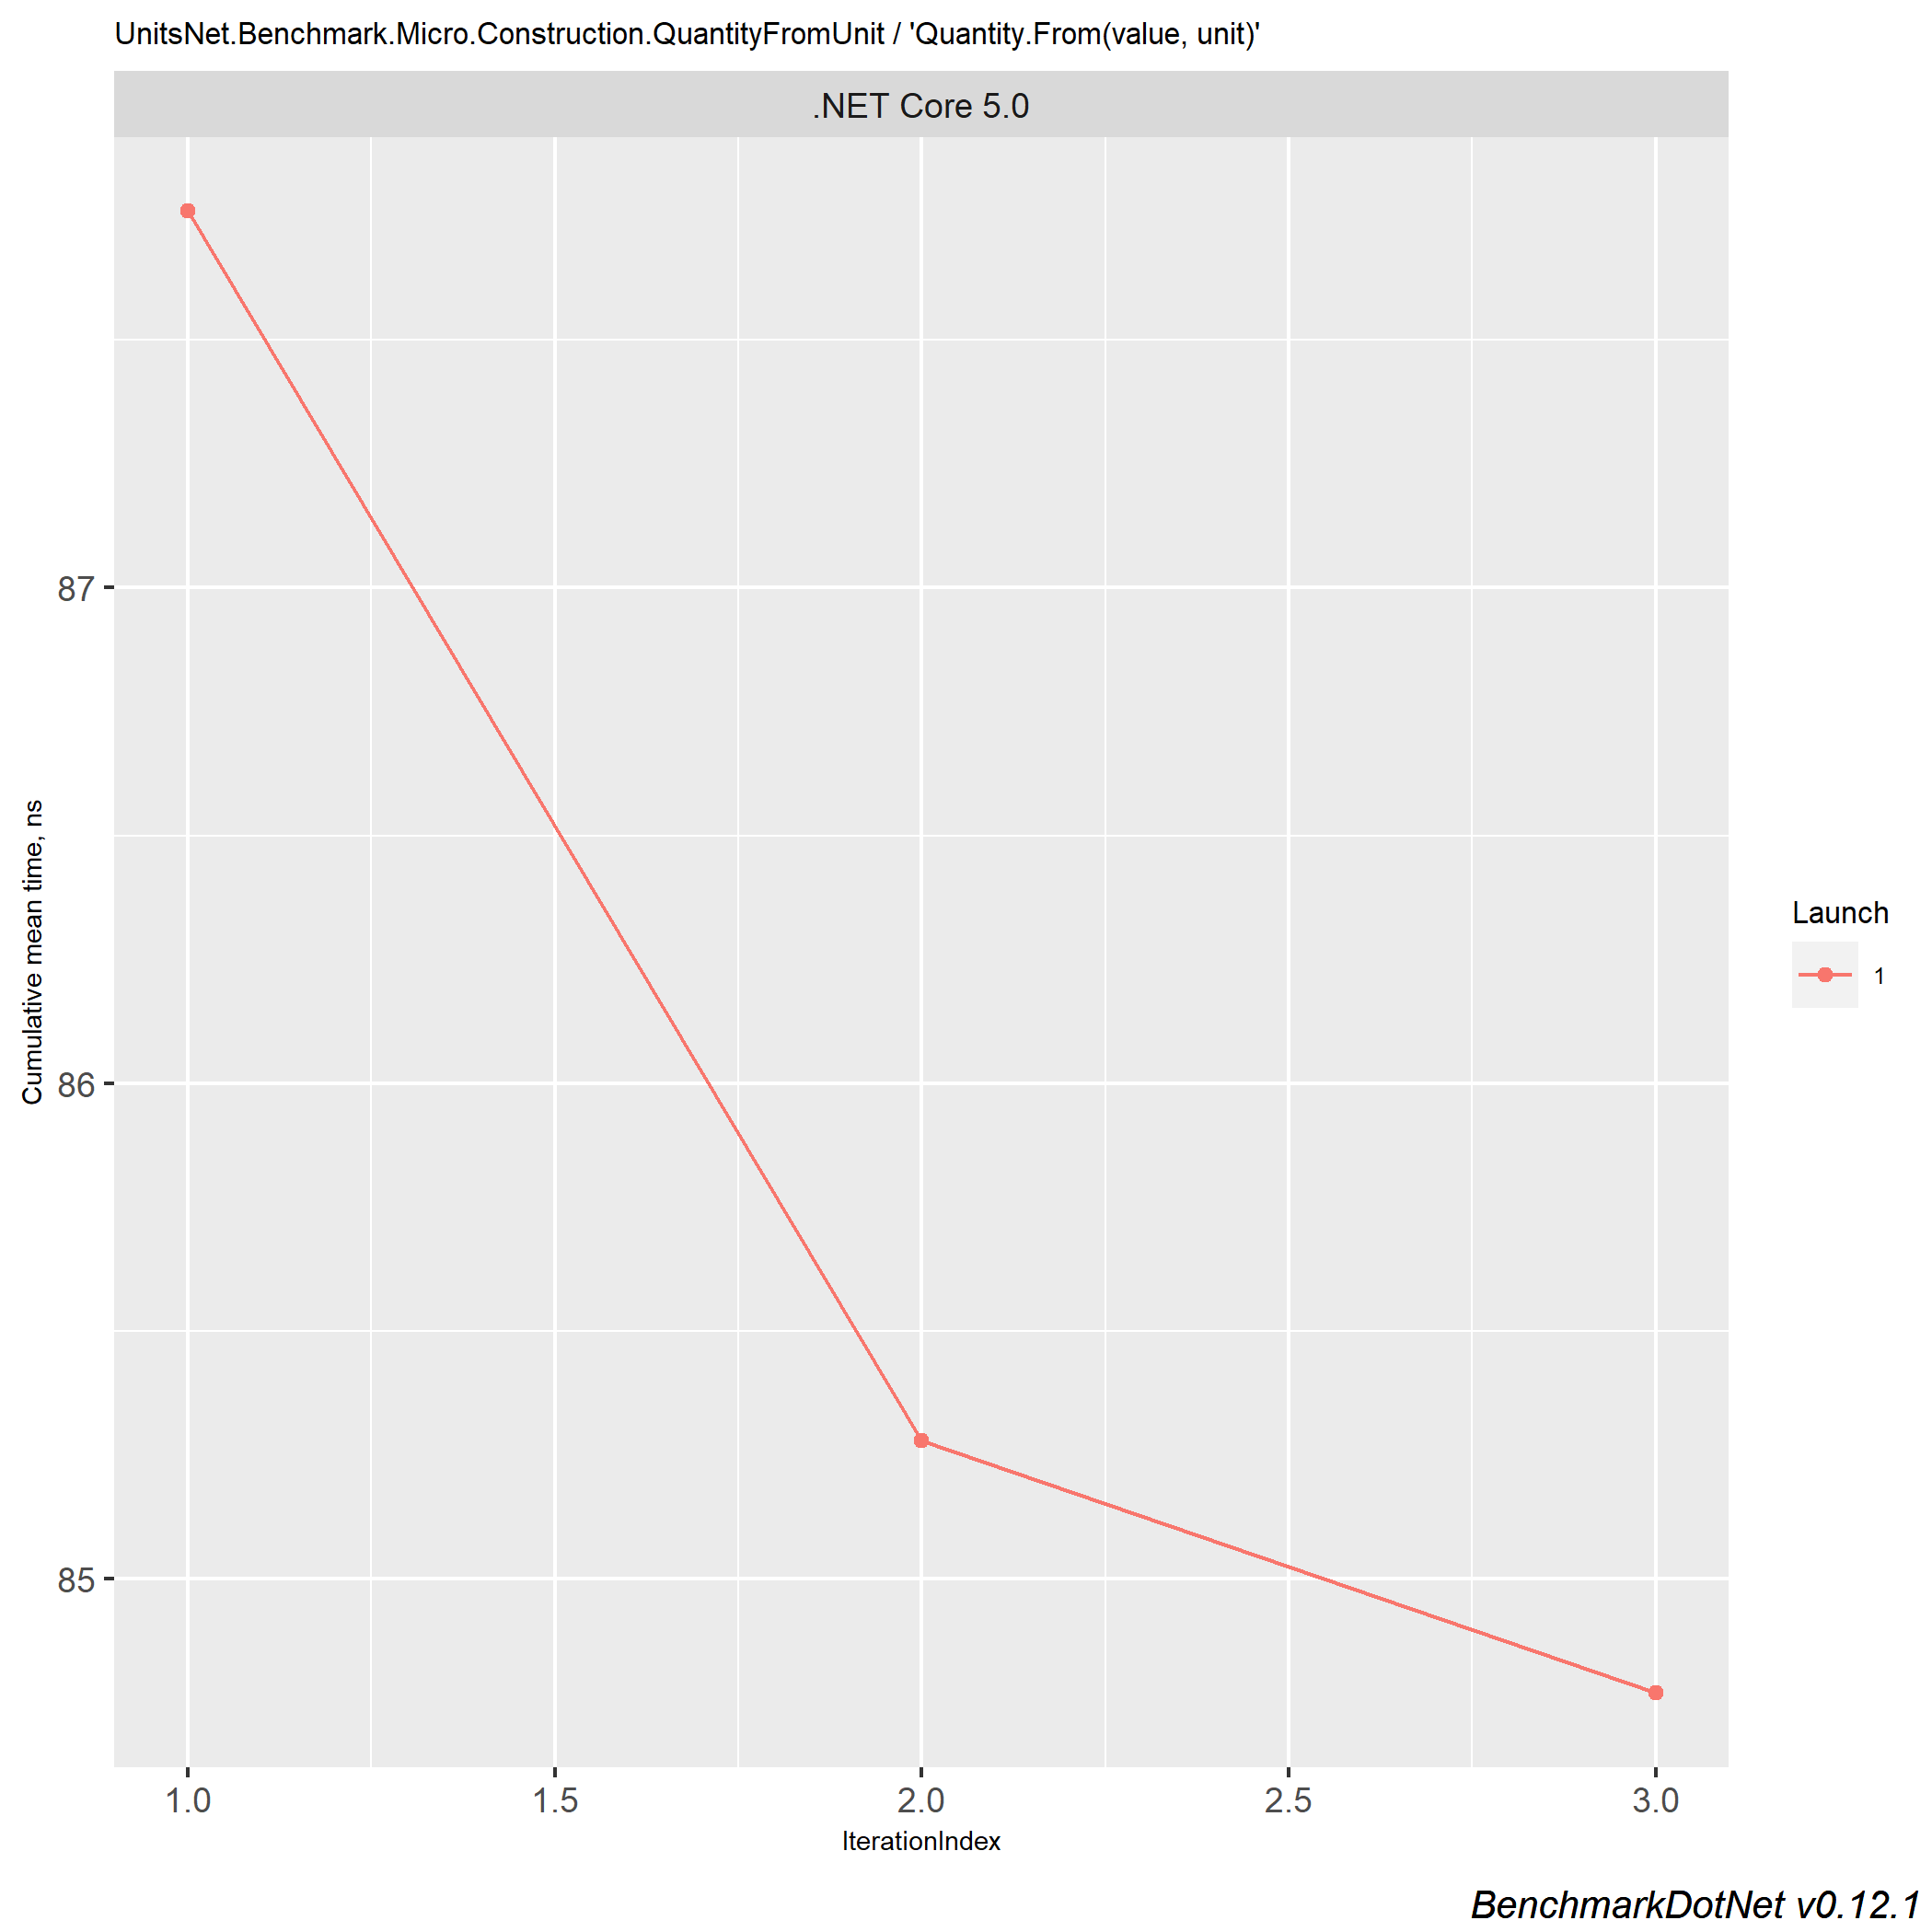 UnitsNet.Benchmark.Micro.Construction.QuantityFromUnit / 'Quantity.From(value, unit)'
.NET Core 5.0
87
86
85
Cumulative mean time, ns
1.0 1.5 2.0 2.5 3.0
IterationIndex
Launch
1
BenchmarkDotNet v0.12.1